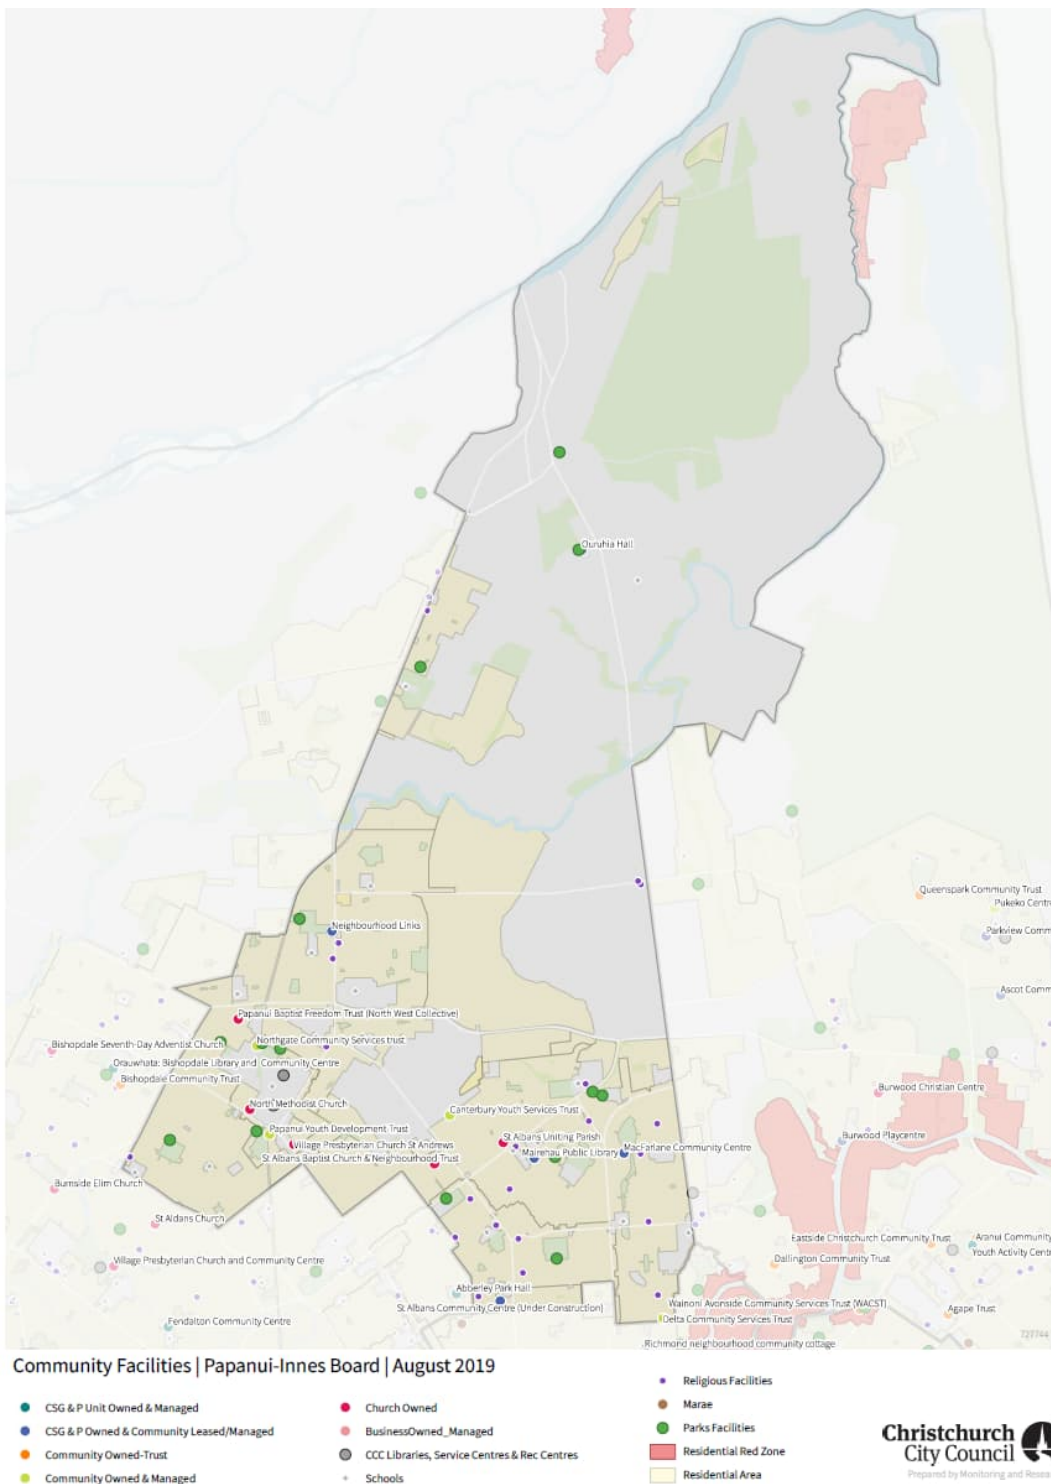 Ouruhia Hall
Queenspark Community Trust
Pukeko Centr
Neighbourhood Links
Parkview Comm
Ascot Comm
Papanui Baptist Freedom Trust (North West Collective)
Northgate Community Services trust
Bishopdale Seventh-Day Adventist Church
Orauwhata: Bishopdale Library and Community Centre
Bishopdale Community Trust
Burwood Christian Centre
North Methodist Church
Canterbury Youth Services Trust
Papanui Youth Development Trust
St Albans Uniting Parish
Burwood Playcentre
Village Presbyterian Church St Andrews
Mairehau Public Library
MacFarlane Community Centre
St Albans Baptist Church & Neighbourhood Trust
Burnside Elim Church
St Aidans Church
Eastside Christchurch Community Trust
Aranui Community
Youth Activity Centr
Village Presbyterian Church and Community Centre
Dallington Community Trust
Abberley Park Hall
St Albans Community Centre (Under Construction)
Wainoni Avonside Community Services Trust (WACST)
Agape Trust
Fendalton Community Centre
Delta Community Services Trust
Richmond neighbourhood community cottage
Community Facilities | Papanui-Innes Board | August 2019
CSG & P Unit Owned & Managed
CSG & P Owned & Community Leased/Managed
Community Owned-Trust
Community Owned & Managed
Church Owned
BusinessOwned_Managed
CCC Libraries, Service Centres & Rec Centres
Schools
Religious Facilities
Marae
Parks Facilities
Residential Red Zone
Residential Area
Christchurch
City Council
Prepared by Monitoring and Resea